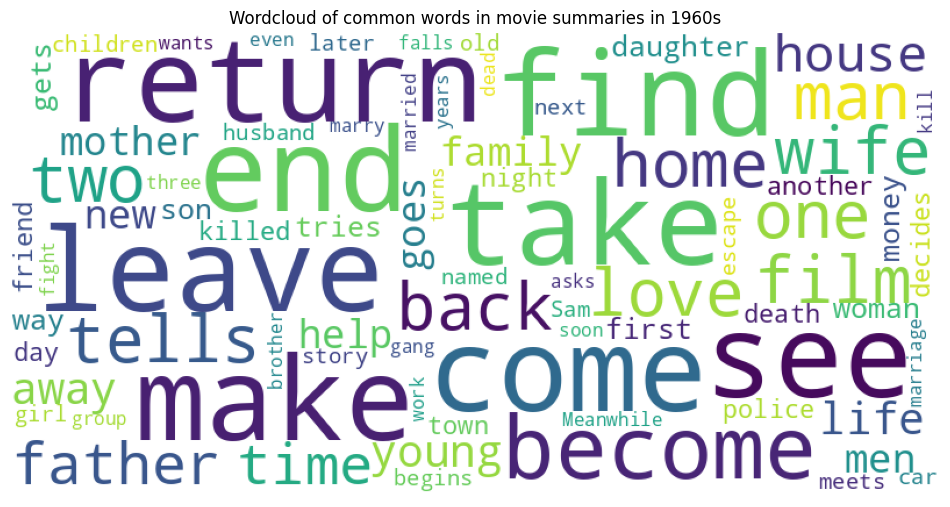 Wordcloud of common words in movie summaries in 1960s
children wants even later falls old daughter house
gets return married years dead find next man kill
mother husband marry family home wife
two three end night another
new son goes turns take one money
friend killed tries escape decides
fight leave named love film
way tells back asks Sam death woman
day brother help story gang soon first marriage
away make work come see
girl group town Meanwhile police life
father time young begins become men meets car